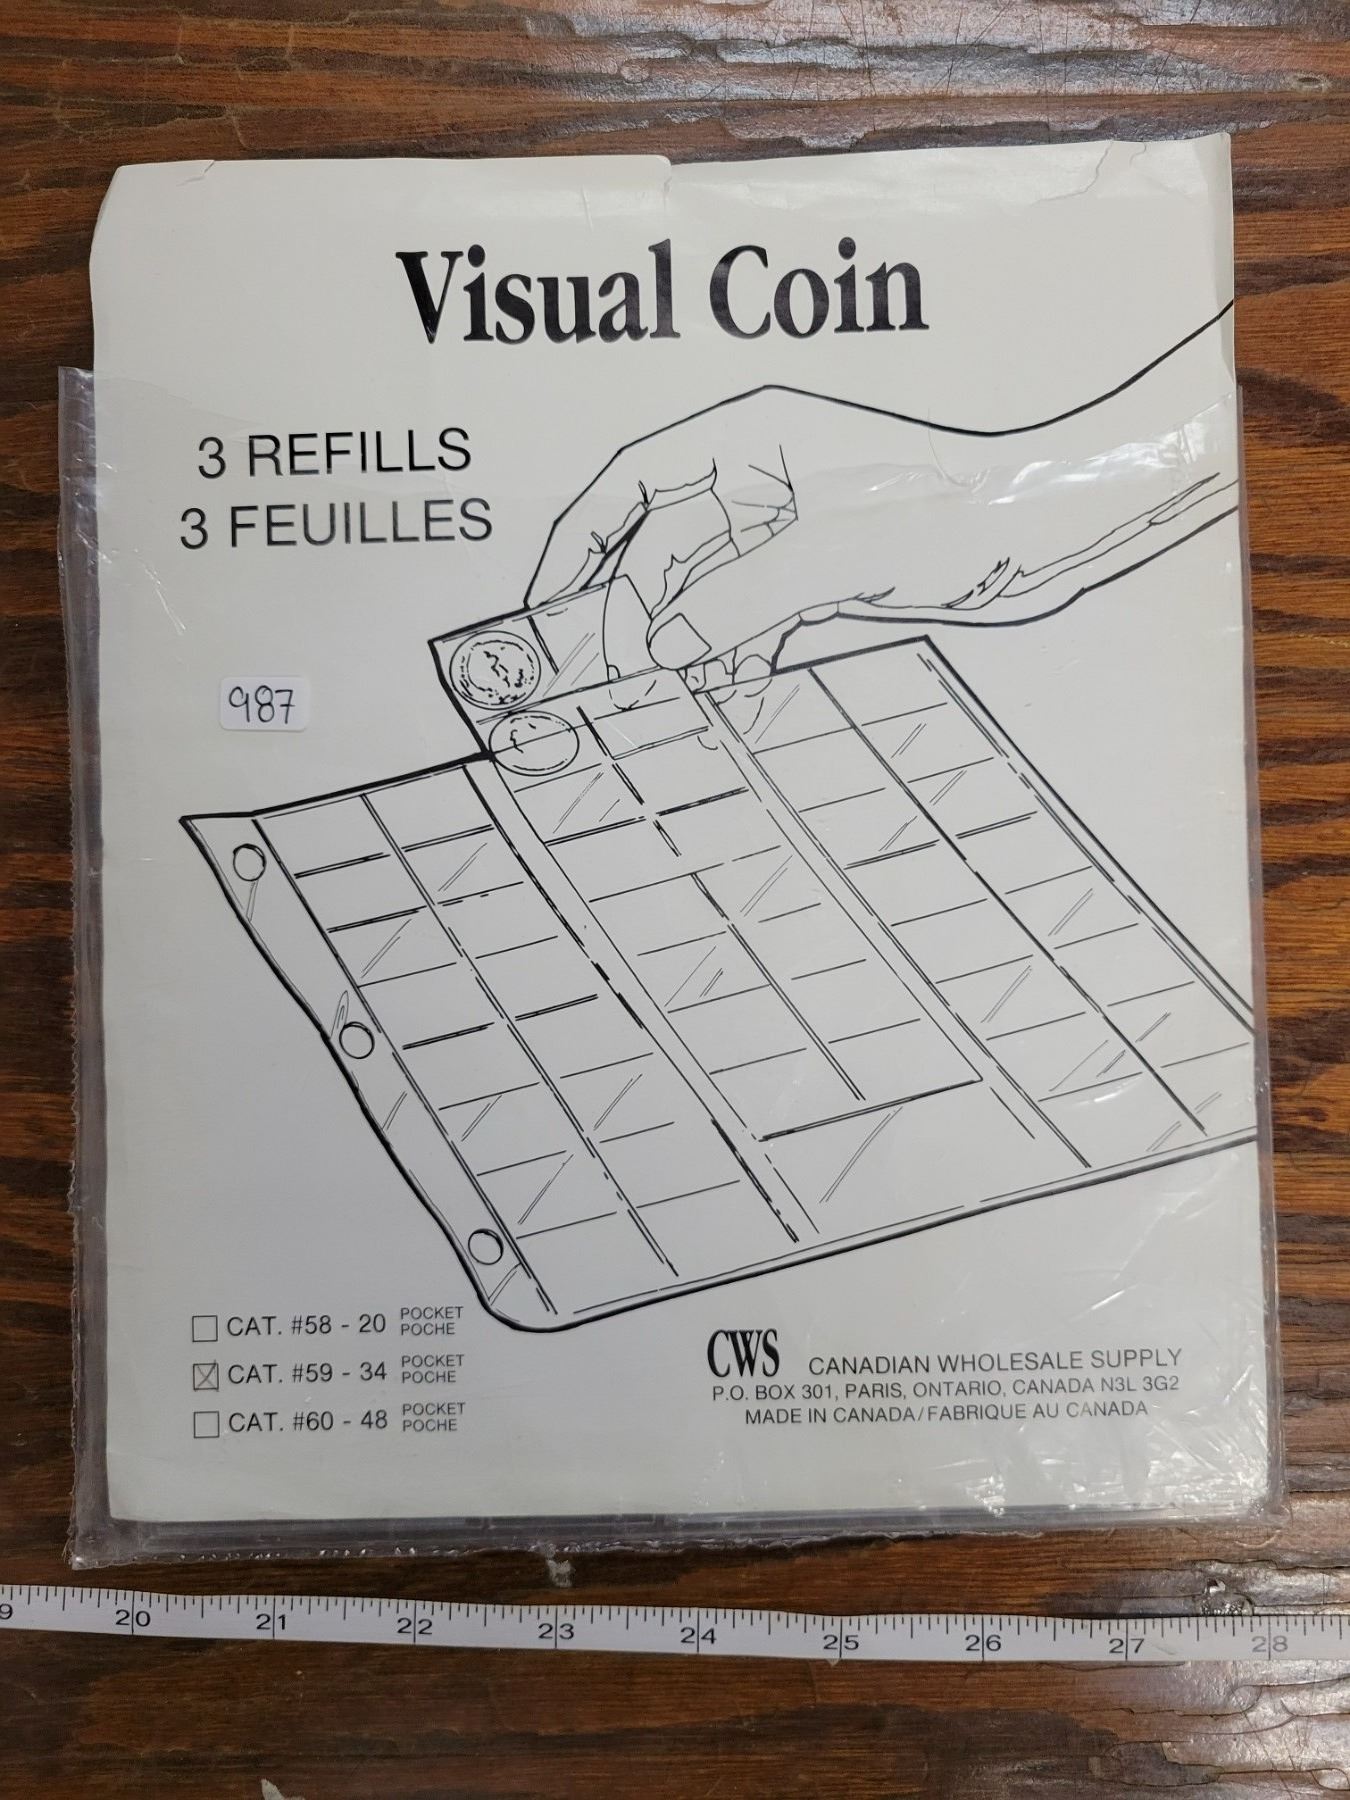 Visual Coin
3 REFILLS
3 FEUILLES
987
CAT. #58 - 20 POCKET POCHE
CAT. #59 - 34 POCKET POCHE
CAT. #60 - 48 POCKET POCHE
CWS CANADIAN WHOLESALE SUPPLY
P.O. BOX 301, PARIS, ONTARIO, CANADA N3L 3G2
MADE IN CANADA/FABRIQUE AU CANADA
9 20 21 22 23 24 25 26 27 28